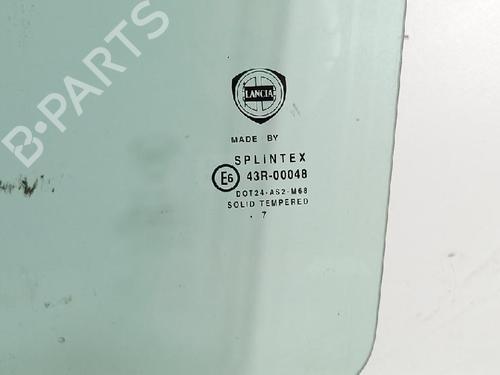 B-PARTS
LANCIA
MADE BY
SPLINTEX
E6 43R-00048
DOT24-AS2-M68
SOLID TEMPERED
7